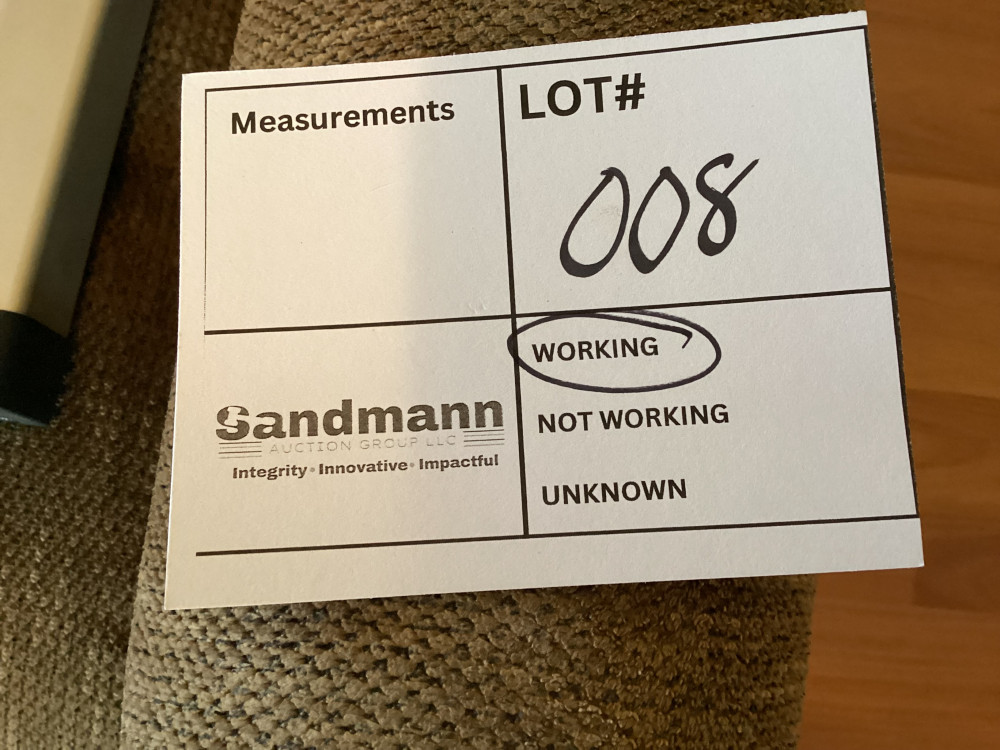 Measurements
LOT#
008
WORKING
NOT WORKING
UNKNOWN
Sandmann
AUCTION GROUP LLC
Integrity • Innovative • Impactful